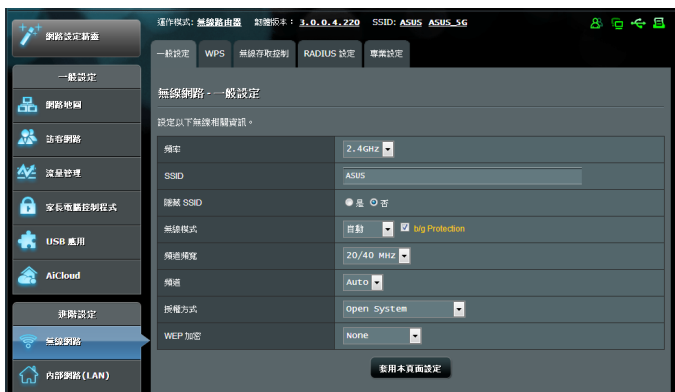 運作模式: 無線路由器 韌體版本: 3.0.0.4.220 SSID: ASUS ASUS_5G
網路設定精靈
一般設定 WPS 無線存取控制 RADIUS 設定 專業設定
一般設定
網路地圖
訪客網路
流量管理
家長電腦控制程式
USB 應用
AiCloud
進階設定
無線網路
內部網路(LAN)
無線網路 - 一般設定
設定以下無線相關資訊。
頻率 2.4GHz
SSID ASUS
隱藏 SSID 是 否
無線模式 自動 b/g Protection
頻道頻寬 20/40 MHz
頻道 Auto
授權方式 Open System
WEP 加密 None
套用本頁面設定